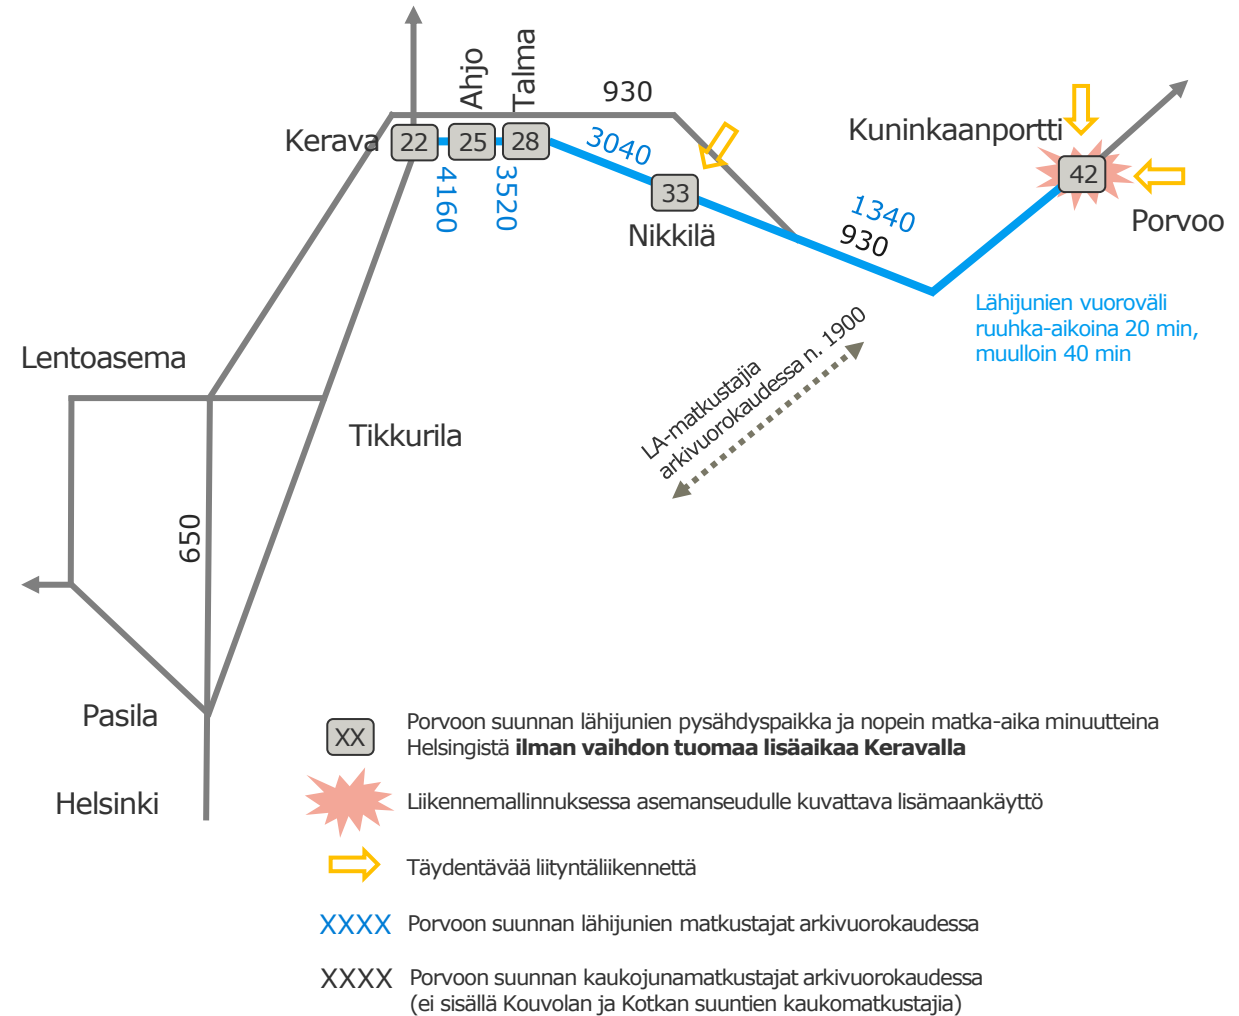 Ahjo
Talma
930
Kerava
22
25
28
3040
4160
3520
33
Nikkilä
Kuninkaanportti
42
Porvoo
1340
930
Lähijunien vuoroväli
ruuhka-aikoina 20 min,
muulloin 40 min
LA-matkustajia
arkivuorokaudessa n. 1900
Lentoasema
Tikkurila
650
Pasila
Helsinki
XX
Porvoon suunnan lähijunien pysähdyspaikka ja nopein matka-aika minuutteina
Helsingistä ilman vaihdon tuomaa lisäaikaa Keravalla
Liikennemallinnuksessa asemanseudulle kuvattava lisämaankäyttö
Täydentävää liityntäliikennettä
XXXX Porvoon suunnan lähijunien matkustajat arkivuorokaudessa
XXXX Porvoon suunnan kaukojunamatkustajat arkivuorokaudessa
(ei sisällä Kouvolan ja Kotkan suuntien kaukomatkustajia)